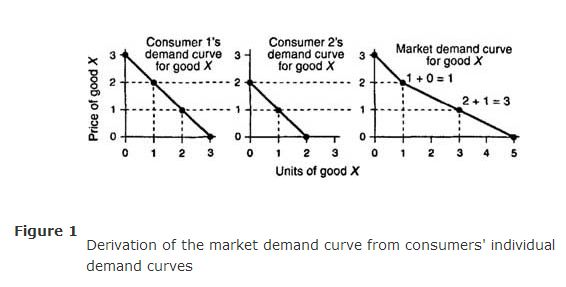 Consumer 1's
demand curve
for good X
Consumer 2's
demand curve
for good X
Market demand curve
for good X
Price of good X
3
2
1
0
0 1 2 3
3
2
1
0
0 1 2 3
3
2
1
0
0 1 2 3 4 5
1 + 0 = 1
2 + 1 = 3
Units of good X
Figure 1
Derivation of the market demand curve from consumers' individual
demand curves